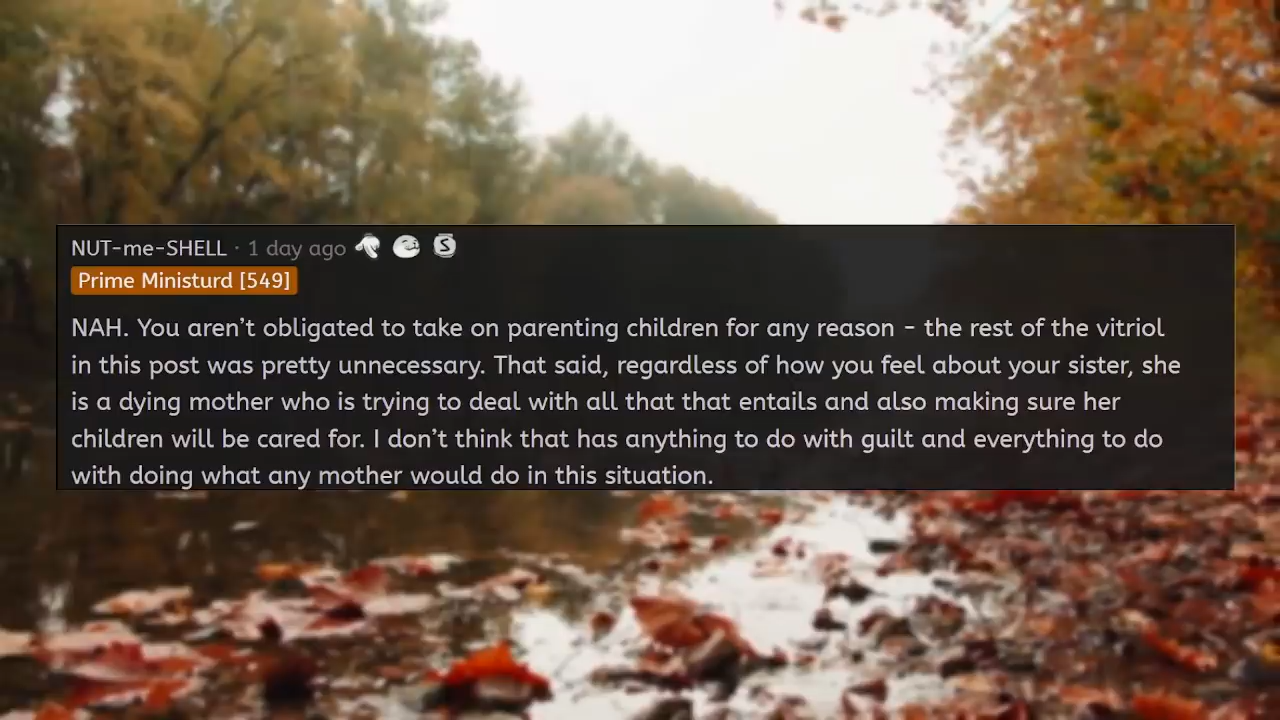 NUT-me-SHELL · 1 day ago
Prime Ministurd [549]
NAH. You aren’t obligated to take on parenting children for any reason - the rest of the vitriol
in this post was pretty unnecessary. That said, regardless of how you feel about your sister, she
is a dying mother who is trying to deal with all that that entails and also making sure her
children will be cared for. I don’t think that has anything to do with guilt and everything to do
with doing what any mother would do in this situation.